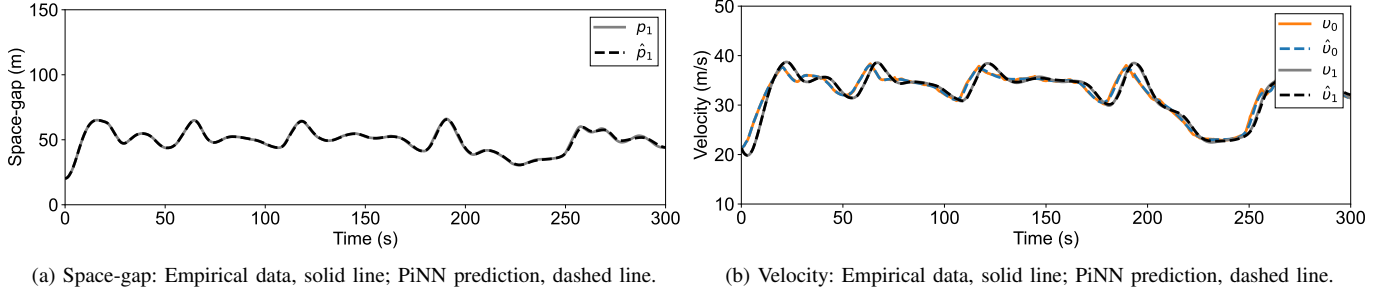 150
100
50
0
Space-gap (m)
p₁
p̂₁
0 50 100 150 200 250 300
Time (s)
(a) Space-gap: Empirical data, solid line; PiNN prediction, dashed line.
50
40
30
20
10
Velocity (m/s)
υ₀
υ̂₀
υ₁
υ̂₁
0 50 100 150 200 250 300
Time (s)
(b) Velocity: Empirical data, solid line; PiNN prediction, dashed line.